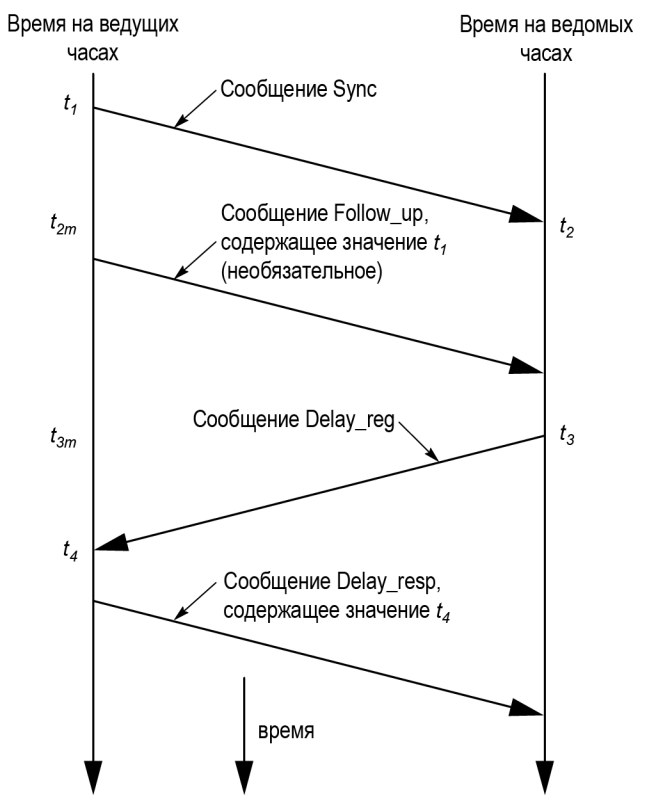 Время на ведущих
часах
Время на ведомых
часах
t1
Сообщение Sync
t2m
Сообщение Follow_up,
содержащее значение t1
(необязательное)
t2
Сообщение Delay_reg
t3m
t3
t4
Сообщение Delay_resp,
содержащее значение t4
время